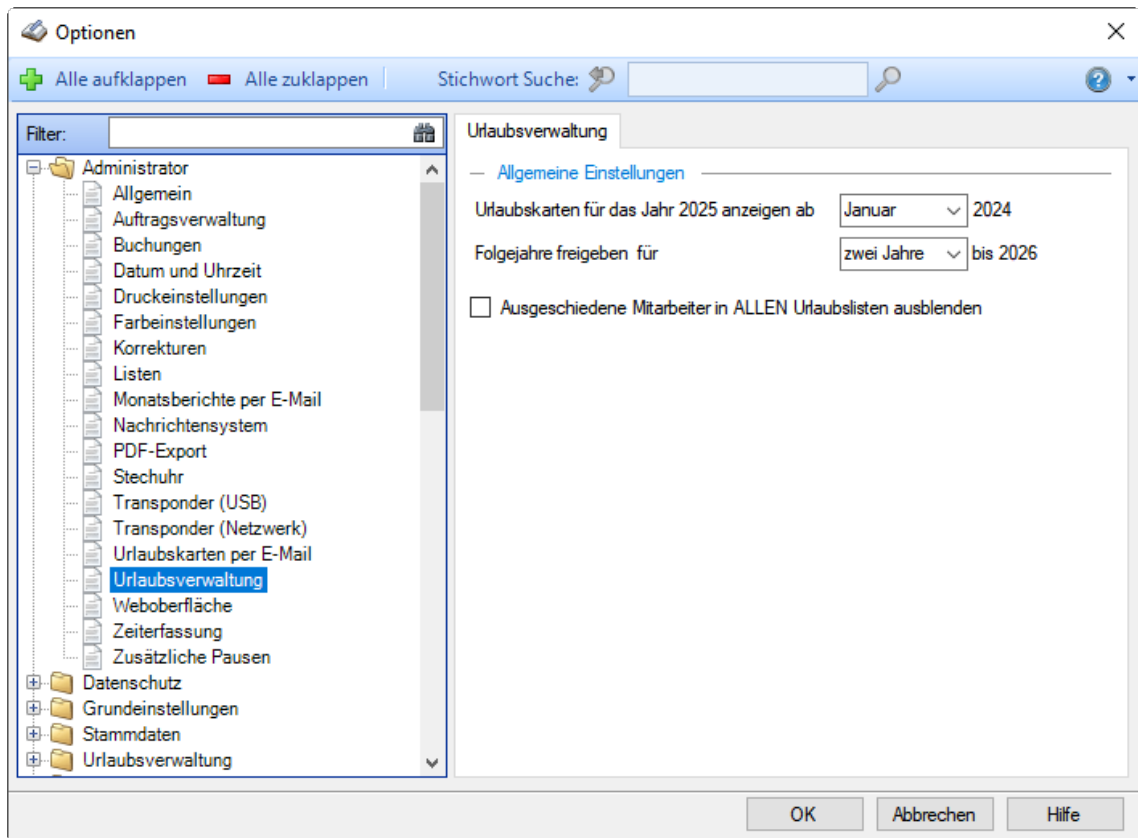 Optionen
Alle aufklappen Alle zuklappen Stichwort Suche:
Filter:
Administrator
Allgemein
Auftragsverwaltung
Buchungen
Datum und Uhrzeit
Druckeinstellungen
Farbeinstellungen
Korrekturen
Listen
Monatsberichte per E-Mail
Nachrichtensystem
PDF-Export
Stechuhr
Transponder (USB)
Transponder (Netzwerk)
Urlaubskarten per E-Mail
Urlaubsverwaltung
Weboberfläche
Zeiterfassung
Zusätzliche Pausen
Datenschutz
Grundeinstellungen
Stammdaten
Urlaubsverwaltung
Urlaubsverwaltung
Allgemeine Einstellungen
Urlaubskarten für das Jahr 2025 anzeigen ab Januar 2024
Folgejahre freigeben für zwei Jahre bis 2026
Ausgeschiedene Mitarbeiter in ALLEN Urlaubslisten ausblenden
OK Abbrechen Hilfe